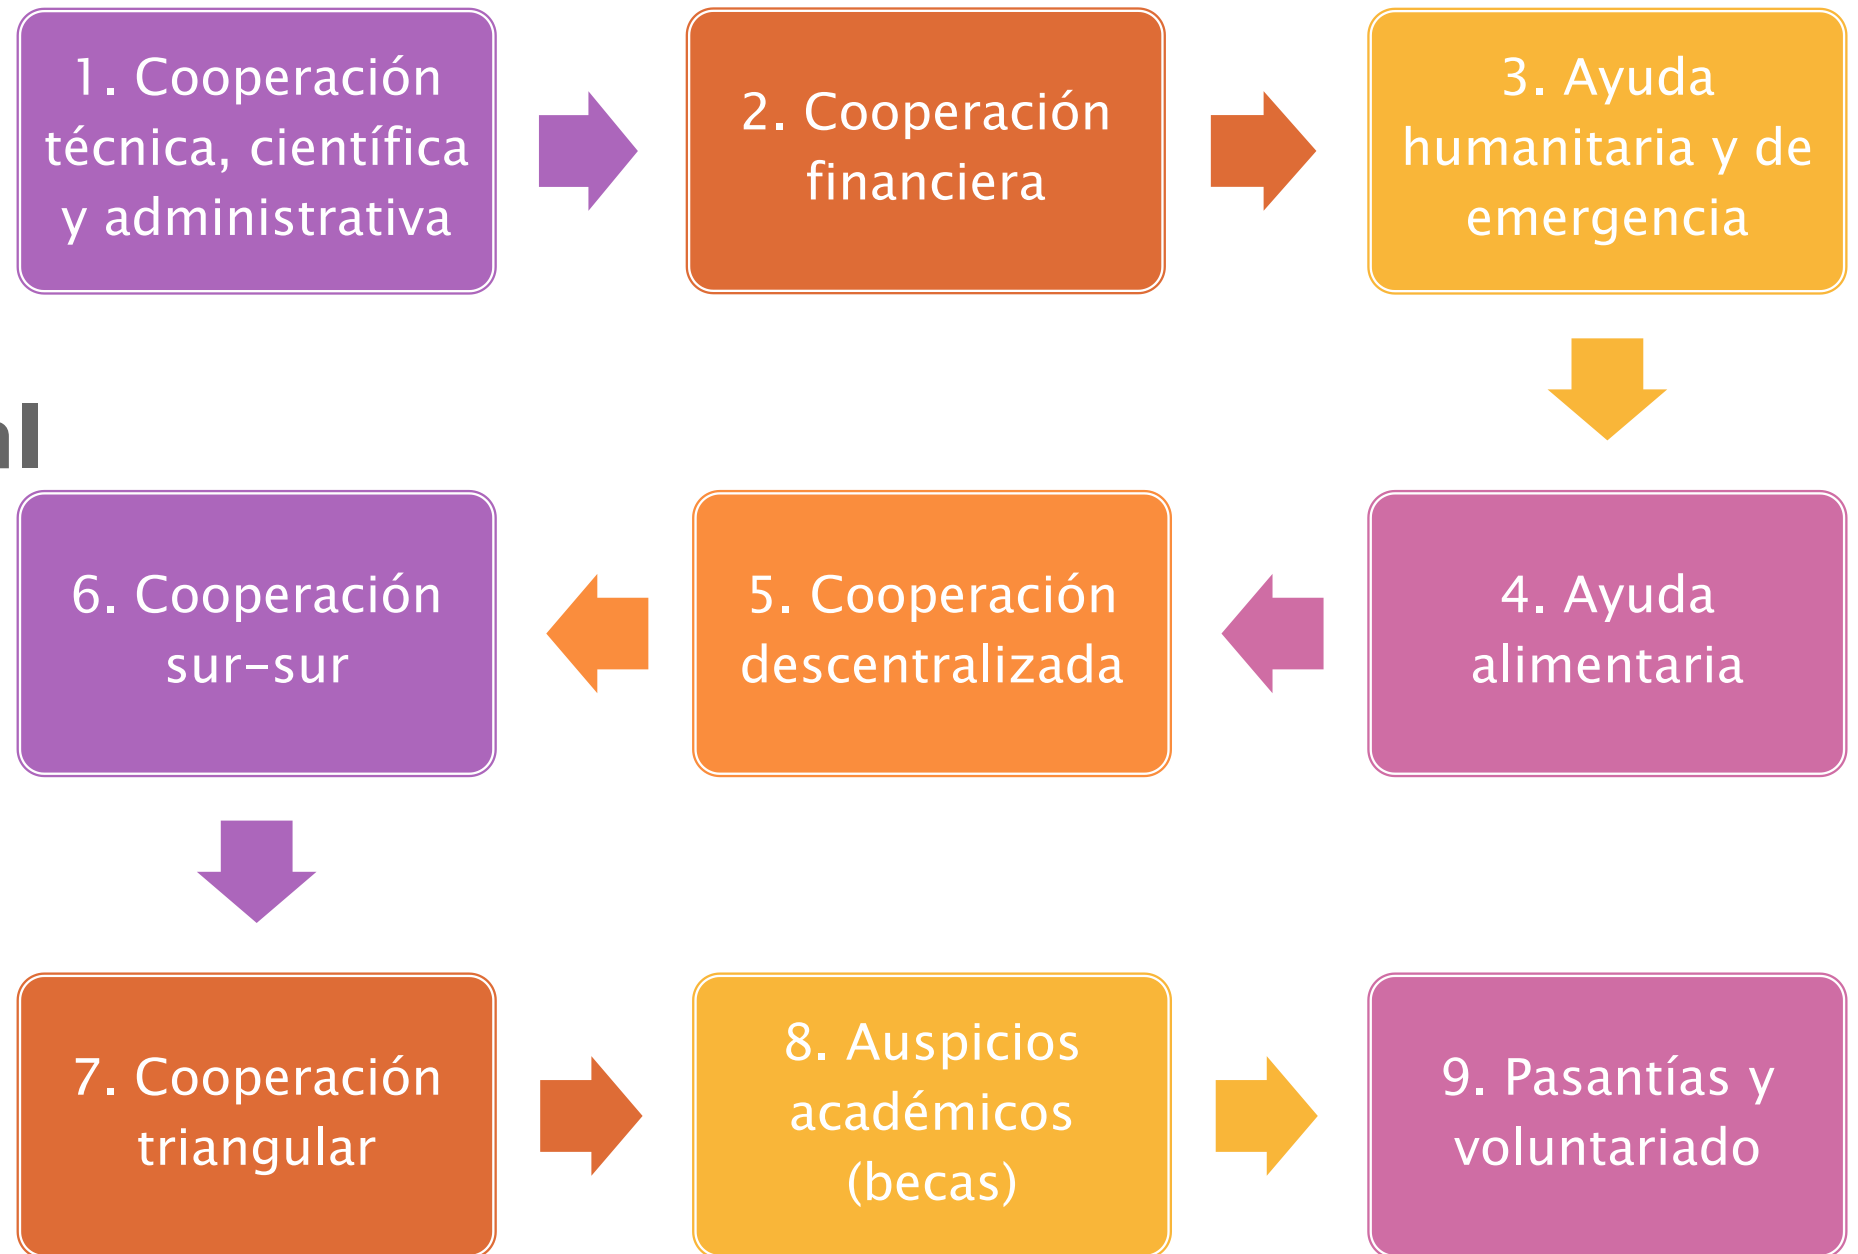 1. Cooperación
técnica, científica
y administrativa
2. Cooperación
financiera
3. Ayuda
humanitaria y de
emergencia
4. Ayuda
alimentaria
5. Cooperación
descentralizada
6. Cooperación
sur-sur
7. Cooperación
triangular
8. Auspicios
académicos
(becas)
9. Pasantías y
voluntariado